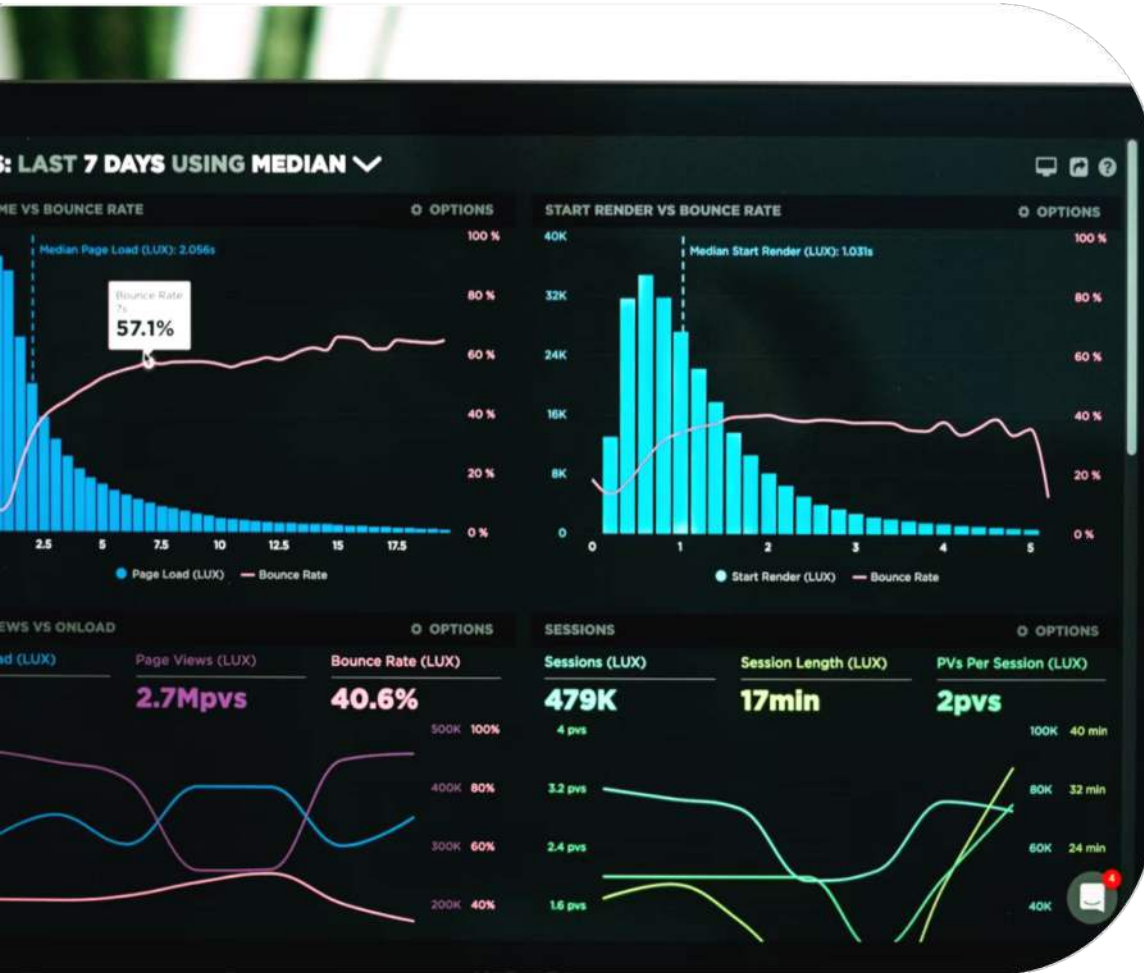 S: LAST 7 DAYS USING MEDIAN
ME VS BOUNCE RATE
OPTIONS
Median Page Load (LUX): 2.056s
Bounce Rate
7s
57.1%
100 %
80 %
60 %
40 %
20 %
0 %
2.5 5 7.5 10 12.5 15 17.5
Page Load (LUX) Bounce Rate
START RENDER VS BOUNCE RATE
OPTIONS
Median Start Render (LUX): 1.031s
40K
32K
24K
16K
8K
0
100 %
80 %
60 %
40 %
20 %
0 %
0 1 2 3 4 5
Start Render (LUX) Bounce Rate
EWS VS ONLOAD
OPTIONS
ad (LUX)
Page Views (LUX)
2.7Mpvs
Bounce Rate (LUX)
40.6%
500K 100%
400K 80%
300K 60%
200K 40%
SESSIONS
OPTIONS
Sessions (LUX)
479K
Session Length (LUX)
17min
PVs Per Session (LUX)
2pvs
4 pvs
3.2 pvs
2.4 pvs
1.6 pvs
100K 40 min
80K 32 min
60K 24 min
40K
4